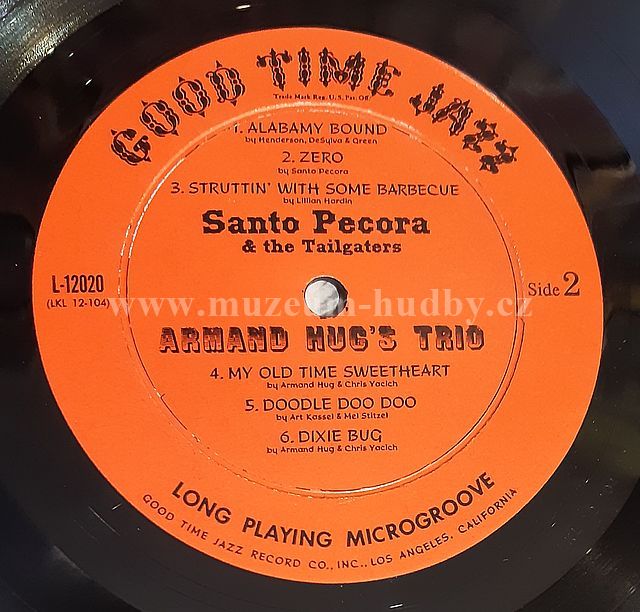 GOOD TIME JAZZ
Trade Mark Reg. U.S. Pat. Off.
1. ALABAMY BOUND
by Henderson, DeSylva & Green
2. ZERO
by Santo Pecora
3. STRUTTIN' WITH SOME BARBECUE
by Lillian Hardin
Santo Pecora
& the Tailgaters
L-12020
(LKL 12-104)
Side 2
www.muzeum-hudby.cz
ARMAND HUG'S TRIO
4. MY OLD TIME SWEETHEART
by Armand Hug & Chris Yacich
5. DOODLE DOO DOO
by Art Kassel & Mel Stitzel
6. DIXIE BUG
by Armand Hug & Chris Yacich
LONG PLAYING MICROGROOVE
GOOD TIME JAZZ RECORD CO., INC., LOS ANGELES, CALIFORNIA